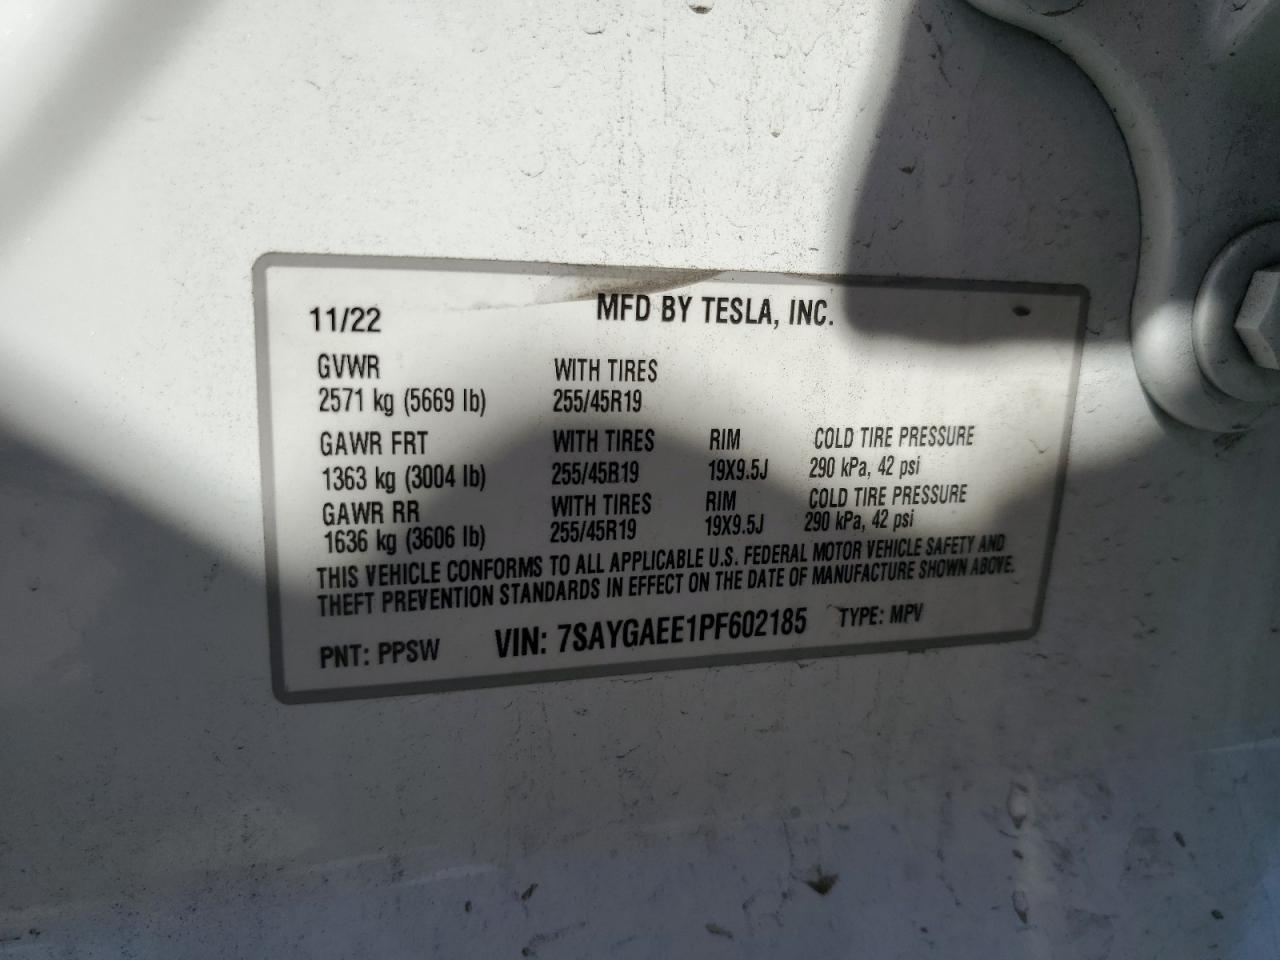 11/22 MFD BY TESLA, INC.
GVWR WITH TIRES
2571 kg (5669 lb) 255/45R19
GAWR FRT WITH TIRES RIM COLD TIRE PRESSURE
1363 kg (3004 lb) 255/45R19 19X9.5J 290 kPa, 42 psi
GAWR RR WITH TIRES RIM COLD TIRE PRESSURE
1636 kg (3606 lb) 255/45R19 19X9.5J 290 kPa, 42 psi
THIS VEHICLE CONFORMS TO ALL APPLICABLE U.S. FEDERAL MOTOR VEHICLE SAFETY AND
THEFT PREVENTION STANDARDS IN EFFECT ON THE DATE OF MANUFACTURE SHOWN ABOVE.
PNT: PPSW VIN: 7SAYGAEE1PF602185 TYPE: MPV